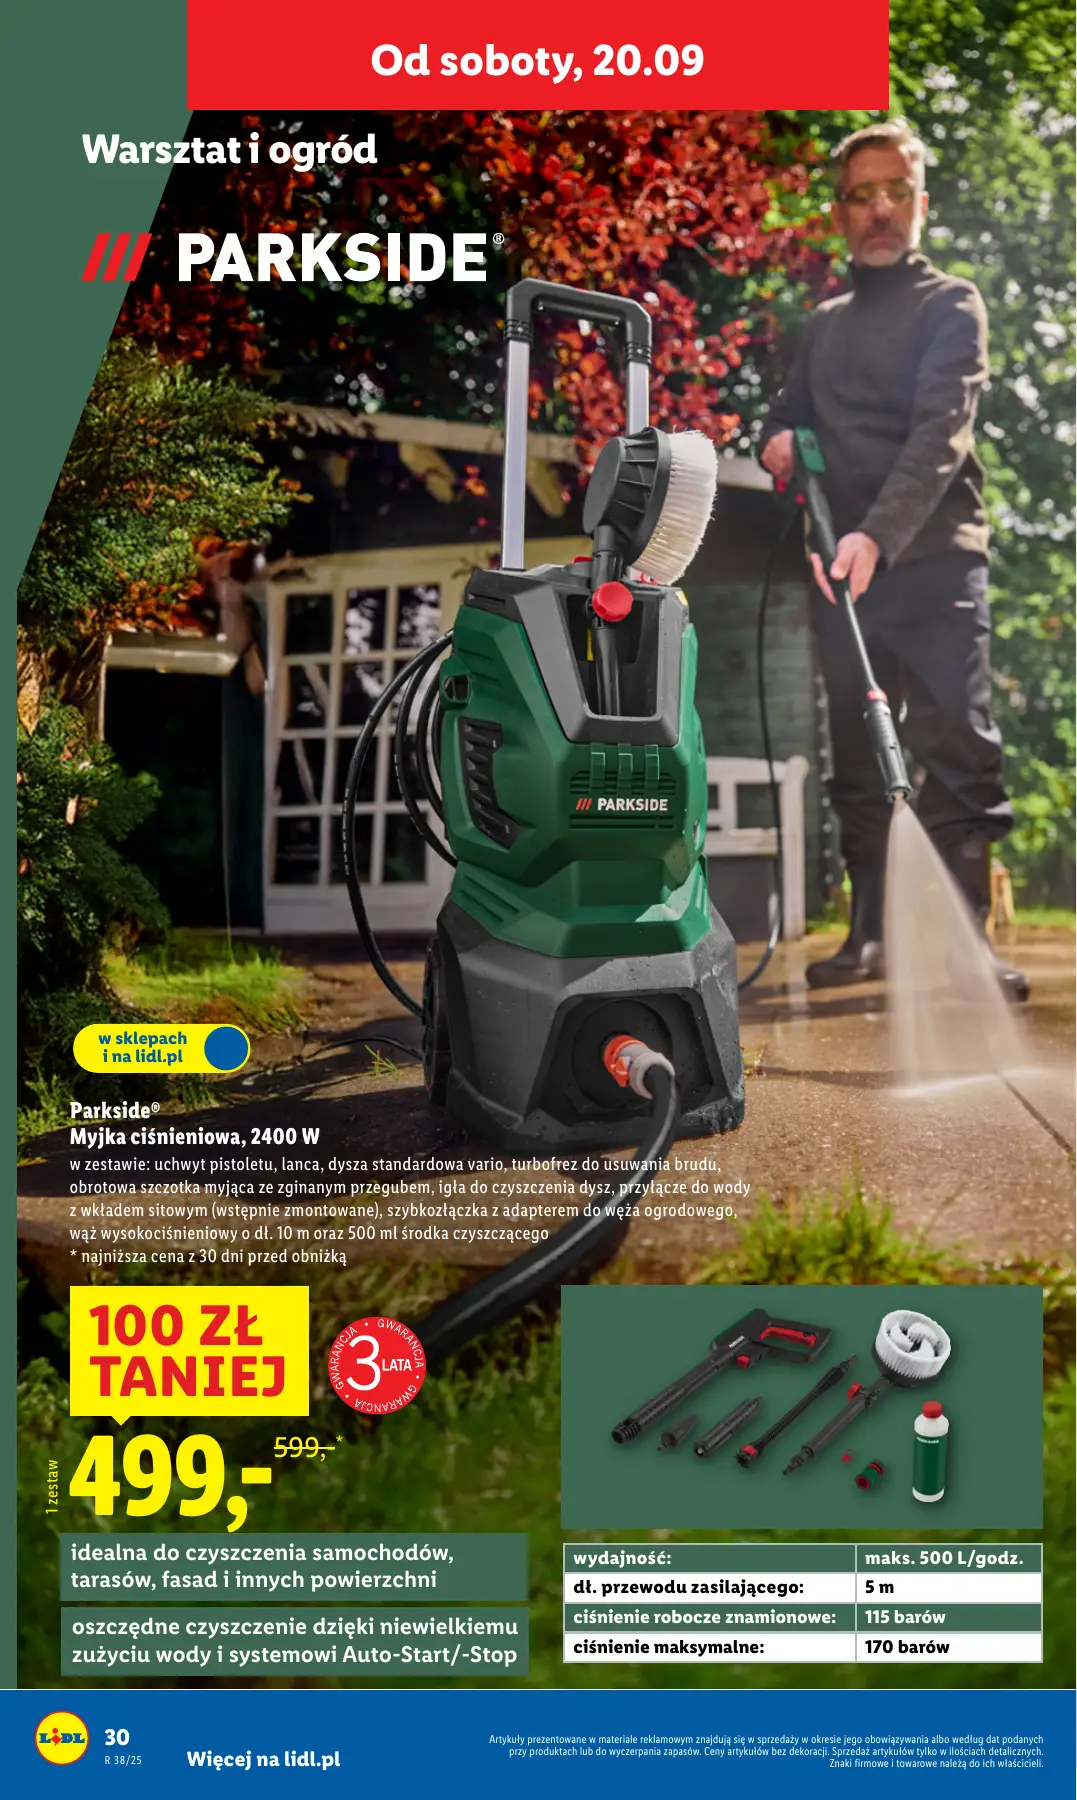 Od soboty, 20.09
Warsztat i ogród
PARKSIDE®
PARKSIDE
w sklepach
i na lidl.pl
Parkside®
Myjka ciśnieniowa, 2400 W
w zestawie: uchwyt pistoletu, lanca, dysza standardowa vario, turbofrez do usuwania brudu,
obrotowa szczotka myjąca ze zginanym przegubem, igła do czyszczenia dysz, przyłącze do wody
z wkładem sitowym (wstępnie zmontowane), szybkozłączka z adapterem do węża ogrodowego,
wąż wysokociśnieniowy o dł. 10 m oraz 500 ml środka czyszczącego
* najniższa cena z 30 dni przed obniżką
100 ZŁ
TANIEJ
GWARANCJA • GWARANCJA • GWARANCJA •
3 LATA
1 zestaw
499,-
599,-*
idealna do czyszczenia samochodów,
tarasów, fasad i innych powierzchni
oszczędne czyszczenie dzięki niewielkiemu
zużyciu wody i systemowi Auto-Start/-Stop
wydajność: maks. 500 L/godz.
dł. przewodu zasilającego: 5 m
ciśnienie robocze znamionowe: 115 barów
ciśnienie maksymalne: 170 barów
LIDL
30
R 38/25
Więcej na lidl.pl
Artykuły prezentowane w materiale reklamowym znajdują się w sprzedaży w okresie jego obowiązywania albo według dat podanych
przy produktach lub do wyczerpania zapasów. Ceny artykułów bez dekoracji. Sprzedaż artykułów tylko w ilościach detalicznych.
Znaki firmowe i towarowe należą do ich właścicieli.